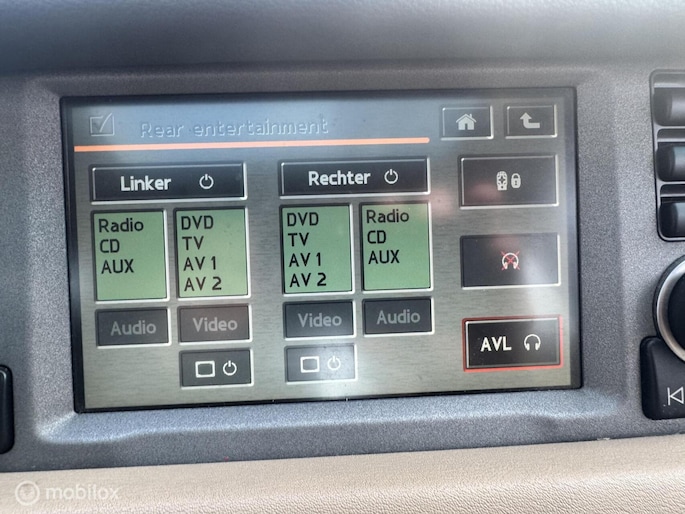 Rear entertainment
Linker
Rechter
Radio
CD
AUX
DVD
TV
AV 1
AV 2
DVD
TV
AV 1
AV 2
Radio
CD
AUX
Audio
Video
Video
Audio
AVL
mobilox